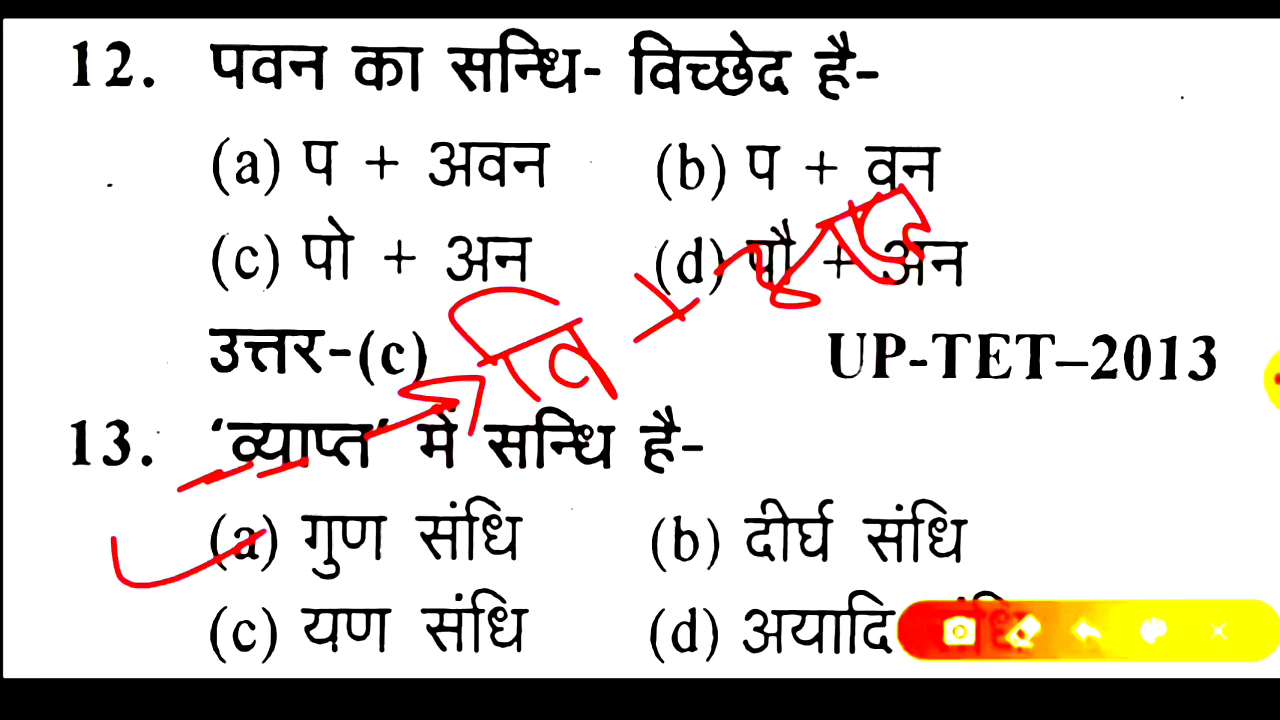 12. पवन का सन्धि- विच्छेद है-
(a) प + अवन (b) प + वन
(c) पो + अन (d) पौ + अन
उत्तर-(c) UP-TET–2013
वि +
13. 'व्याप्त' में सन्धि है-
(a) गुण संधि (b) दीर्घ संधि
(c) यण संधि (d) अयादि